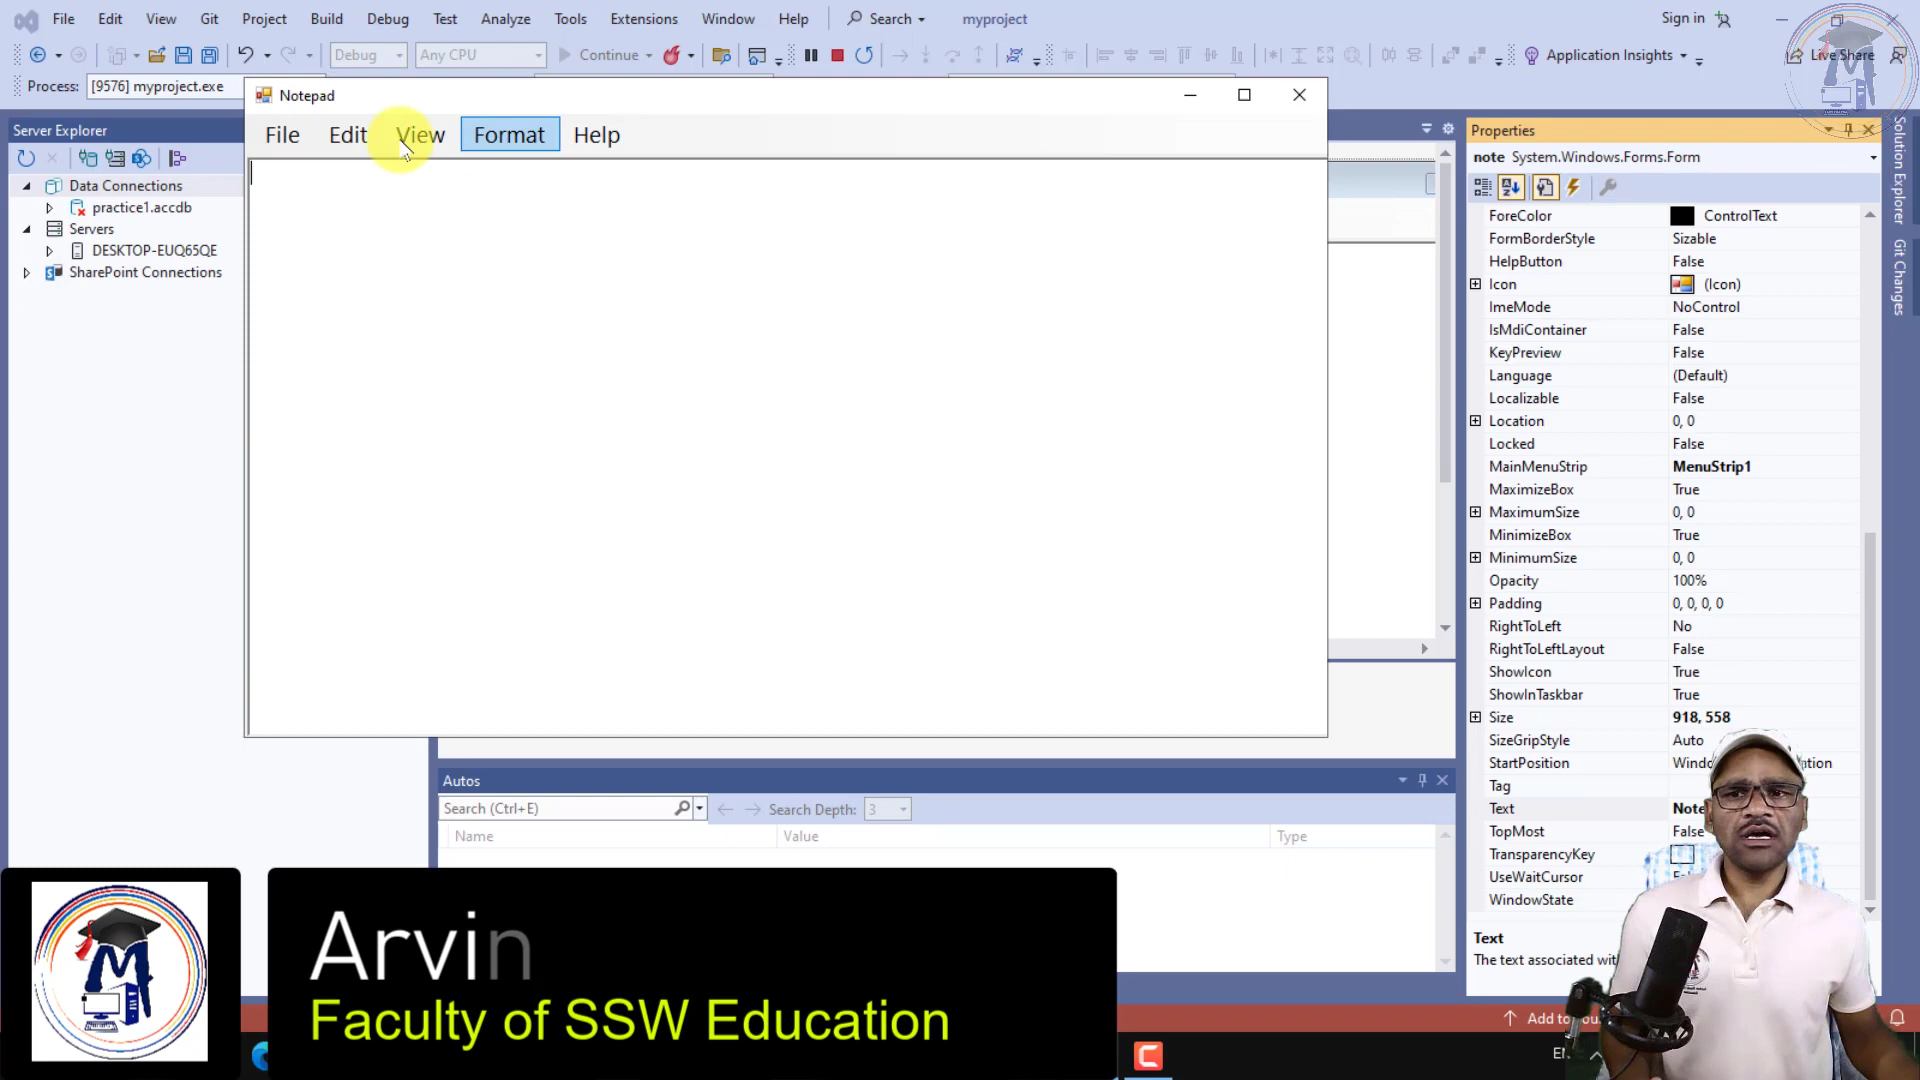 File Edit View Git Project Build Debug Test Analyze Tools Extensions Window Help Search myproject Sign in
Debug Any CPU Continue Application Insights Live Share
Process: [9576] myproject.exe
Notepad
File Edit View Format Help
Server Explorer
Data Connections
practice1.accdb
Servers
DESKTOP-EUQ65QE
SharePoint Connections
Properties
note System.Windows.Forms.Form
ForeColor ControlText
FormBorderStyle Sizable
HelpButton False
Icon (Icon)
ImeMode NoControl
IsMdiContainer False
KeyPreview False
Language (Default)
Localizable False
Location 0, 0
Locked False
MainMenuStrip MenuStrip1
MaximizeBox True
MaximumSize 0, 0
MinimizeBox True
MinimumSize 0, 0
Opacity 100%
Padding 0, 0, 0, 0
RightToLeft No
RightToLeftLayout False
ShowIcon True
ShowInTaskbar True
Size 918, 558
SizeGripStyle Auto
StartPosition
Tag
Text
TopMost False
TransparencyKey
UseWaitCursor
WindowState
Text
The text associated
Solution Explorer
Git Changes
Autos
Search (Ctrl+E) Search Depth: 3
Name Value Type
Arvin
Faculty of SSW Education
Add to